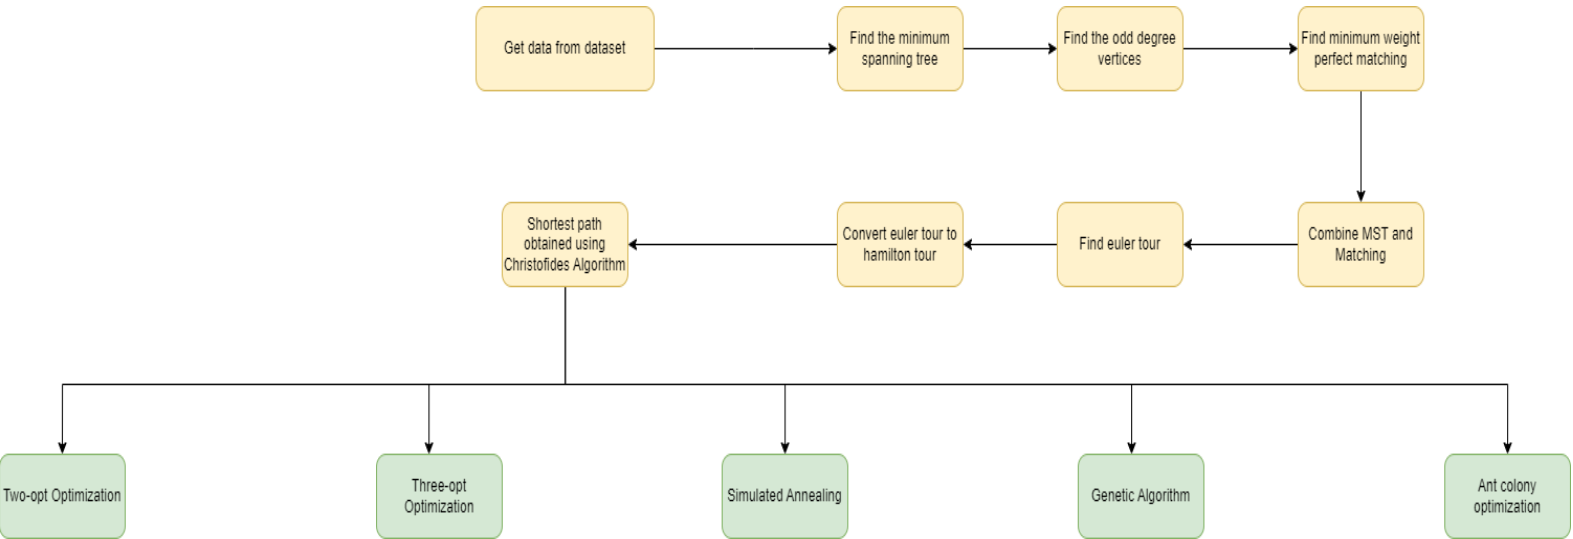 Get data from dataset
Find the minimum
spanning tree
Find the odd degree
vertices
Find minimum weight
perfect matching
Combine MST and
Matching
Find euler tour
Convert euler tour to
hamilton tour
Shortest path
obtained using
Christofides Algorithm
Two-opt Optimization
Three-opt
Optimization
Simulated Annealing
Genetic Algorithm
Ant colony
optimization